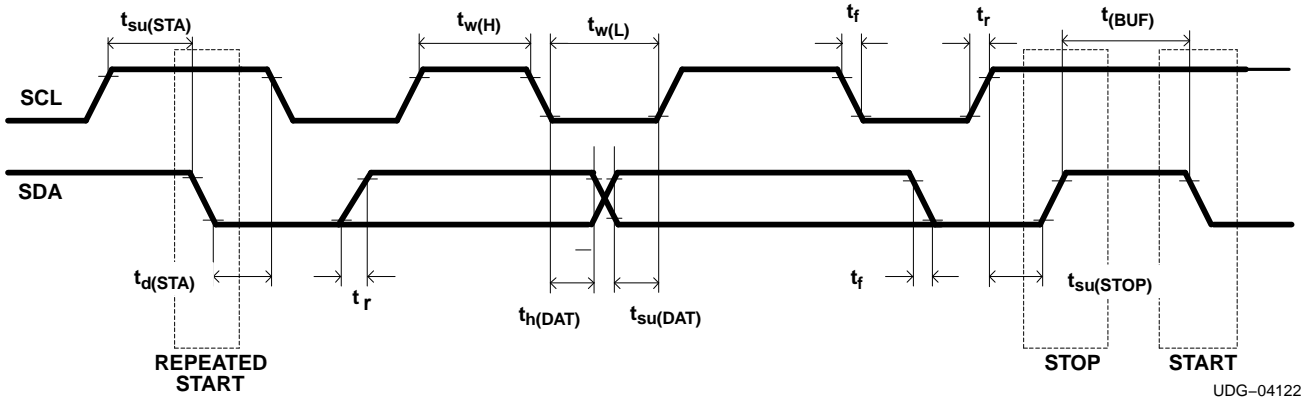 tsu(STA)
tw(H)
tw(L)
tf
tr
t(BUF)
SCL
SDA
td(STA)
tr
th(DAT)
tsu(DAT)
tf
tsu(STOP)
REPEATED
START
STOP
START
UDG–04122